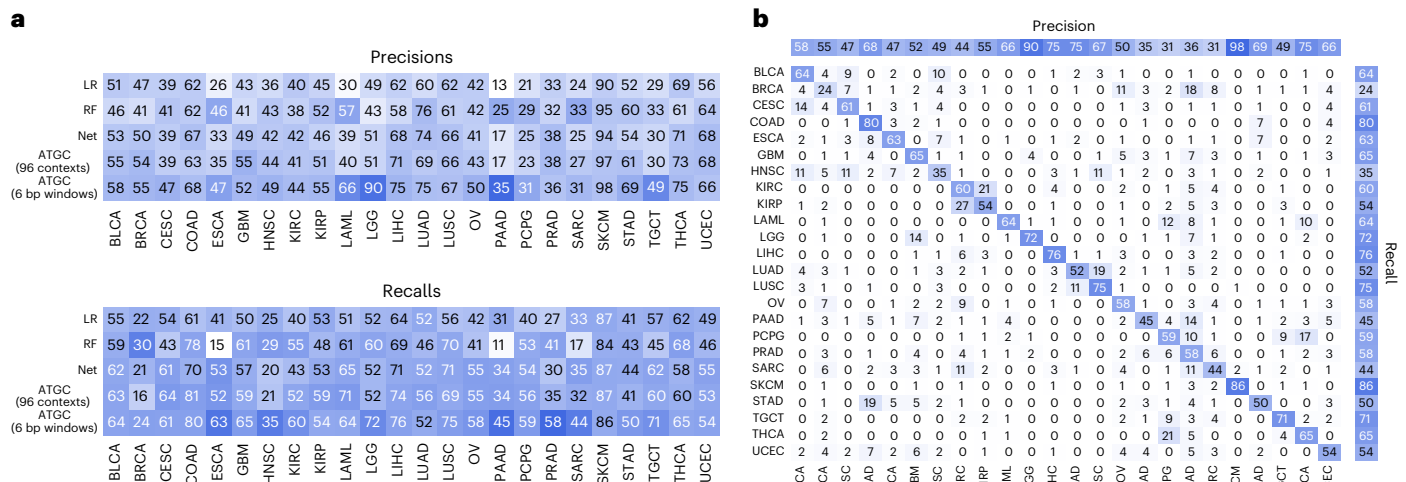 a
Precisions
LR 51 47 39 62 26 43 36 40 45 30 49 62 60 62 42 13 21 33 24 90 52 29 69 56
RF 46 41 41 62 46 41 43 38 52 57 43 58 76 61 42 25 29 32 33 95 60 33 61 64
Net 53 50 39 67 33 49 42 42 46 39 51 68 74 66 41 17 25 38 25 94 54 30 71 68
ATGC
(96 contexts) 55 54 39 63 35 55 44 41 51 40 51 71 69 66 43 17 23 38 27 97 61 30 73 68
ATGC
(6 bp windows) 58 55 47 68 47 52 49 44 55 66 90 75 75 67 50 35 31 36 31 98 69 49 75 66
BLCA BRCA CESC COAD ESCA GBM HNSC KIRC KIRP LAML LGG LIHC LUAD LUSC OV PAAD PCPG PRAD SARC SKCM STAD TGCT THCA UCEC
Recalls
LR 55 22 54 61 41 50 25 40 53 51 52 64 52 56 42 31 40 27 33 87 41 57 62 49
RF 59 30 43 78 15 61 29 55 48 61 60 69 46 70 41 11 53 41 17 84 43 45 68 46
Net 62 21 61 70 53 57 20 43 53 65 52 71 52 71 55 34 54 30 35 87 44 62 58 55
ATGC
(96 contexts) 63 16 64 81 52 59 21 52 59 71 52 74 56 69 55 34 56 35 32 87 41 60 60 53
ATGC
(6 bp windows) 64 24 61 80 63 65 35 60 54 64 72 76 52 75 58 45 59 58 44 86 50 71 65 54
BLCA BRCA CESC COAD ESCA GBM HNSC KIRC KIRP LAML LGG LIHC LUAD LUSC OV PAAD PCPG PRAD SARC SKCM STAD TGCT THCA UCEC
b
Precision
58 55 47 68 47 52 49 44 55 66 90 75 75 67 50 35 31 36 31 98 69 49 75 66
BLCA 64 4 9 0 2 0 10 0 0 0 0 1 2 3 1 0 0 1 0 0 1 0 1 0 64
BRCA 4 24 7 1 1 2 4 3 1 0 1 0 1 0 11 3 2 18 8 0 1 1 1 4 24
CESC 14 4 61 1 3 1 4 0 0 0 0 0 1 0 1 3 0 1 1 0 2 0 0 4 61
COAD 0 0 1 80 3 2 1 0 0 0 0 0 0 0 0 1 0 0 0 0 7 0 0 4 80
ESCA 2 1 3 8 63 0 7 1 0 0 0 0 1 1 2 1 0 1 0 0 7 0 0 2 63
GBM 0 1 1 4 0 65 0 0 0 0 4 0 0 0 5 3 1 7 3 0 1 0 1 3 65
HNSC 11 5 11 2 7 2 35 1 1 0 0 3 1 11 1 1 0 3 1 0 2 0 1 1 35
KIRC 0 1 0 0 0 0 0 60 21 0 0 4 0 0 2 0 1 5 4 0 0 0 1 0 60
KIRP 1 2 0 0 0 0 0 27 54 0 0 1 1 0 2 0 2 5 3 0 0 3 0 0 54
LAML 0 1 0 0 0 1 0 0 0 64 0 0 0 0 1 1 12 8 1 0 0 0 10 0 64
LGG 0 1 0 0 0 14 0 0 0 1 72 0 0 0 1 1 1 7 1 0 0 0 2 0 72
LIHC 0 1 0 0 0 0 1 6 3 0 0 76 1 1 3 0 1 2 3 0 1 0 0 0 76
LUAD 4 3 1 0 0 1 3 2 1 0 0 3 52 19 2 1 1 5 2 0 1 0 0 0 52
LUSC 3 1 1 0 0 0 3 0 0 0 0 2 11 75 1 0 0 1 1 0 0 0 0 0 75
OV 0 7 0 0 0 2 2 9 0 0 1 1 1 0 58 1 0 3 4 0 1 1 1 3 58
PAAD 1 3 1 5 1 7 2 1 1 4 0 0 0 0 2 45 4 14 1 0 1 2 3 5 45
PCPG 0 0 0 0 0 0 0 1 1 2 1 0 0 0 0 0 59 10 1 0 0 9 17 0 59
PRAD 0 3 0 1 0 4 0 4 1 1 2 0 0 0 2 6 6 58 6 0 1 2 3 58
SARC 0 6 0 2 3 3 1 11 2 0 0 3 0 1 4 0 1 11 44 2 1 2 1 1 44
SKCM 0 1 0 0 0 0 1 0 0 0 0 0 0 1 1 0 1 3 2 86 0 1 0 0 86
STAD 0 1 0 19 5 5 2 1 0 0 0 0 0 0 2 3 1 4 1 0 50 0 1 2 50
TGCT 0 2 0 0 0 0 0 2 2 1 0 0 0 0 1 1 9 3 4 0 0 71 2 2 71
THCA 0 2 0 0 0 0 0 0 1 1 0 0 0 0 0 0 21 5 1 0 0 4 65 0 65
UCEC 2 4 2 7 2 6 2 0 1 0 0 1 1 0 4 3 1 4 2 0 2 1 1 54 54
CA CA SC AD CA BM SC RC IRP ML GG HC AD SC OV AD PG AD RC CM AD CT CA EC
Recall